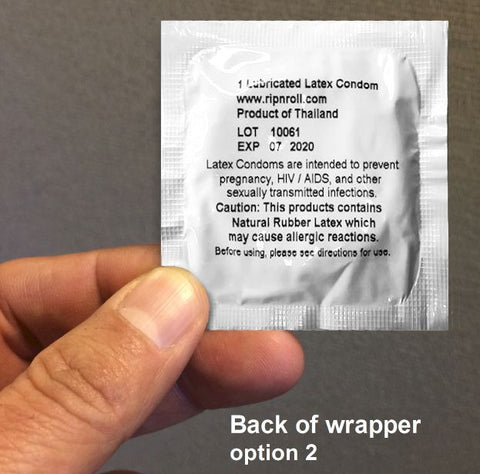 1 Lubricated Latex Condom
www.ripnroll.com
Product of Thailand
LOT 10061
EXP 07 2020
Latex Condoms are intended to prevent
pregnancy, HIV / AIDS, and other
sexually transmitted infections.
Caution: This products contains
Natural Rubber Latex which
may cause allergic reactions.
Before using, please see directions for use.
Back of wrapper
option 2